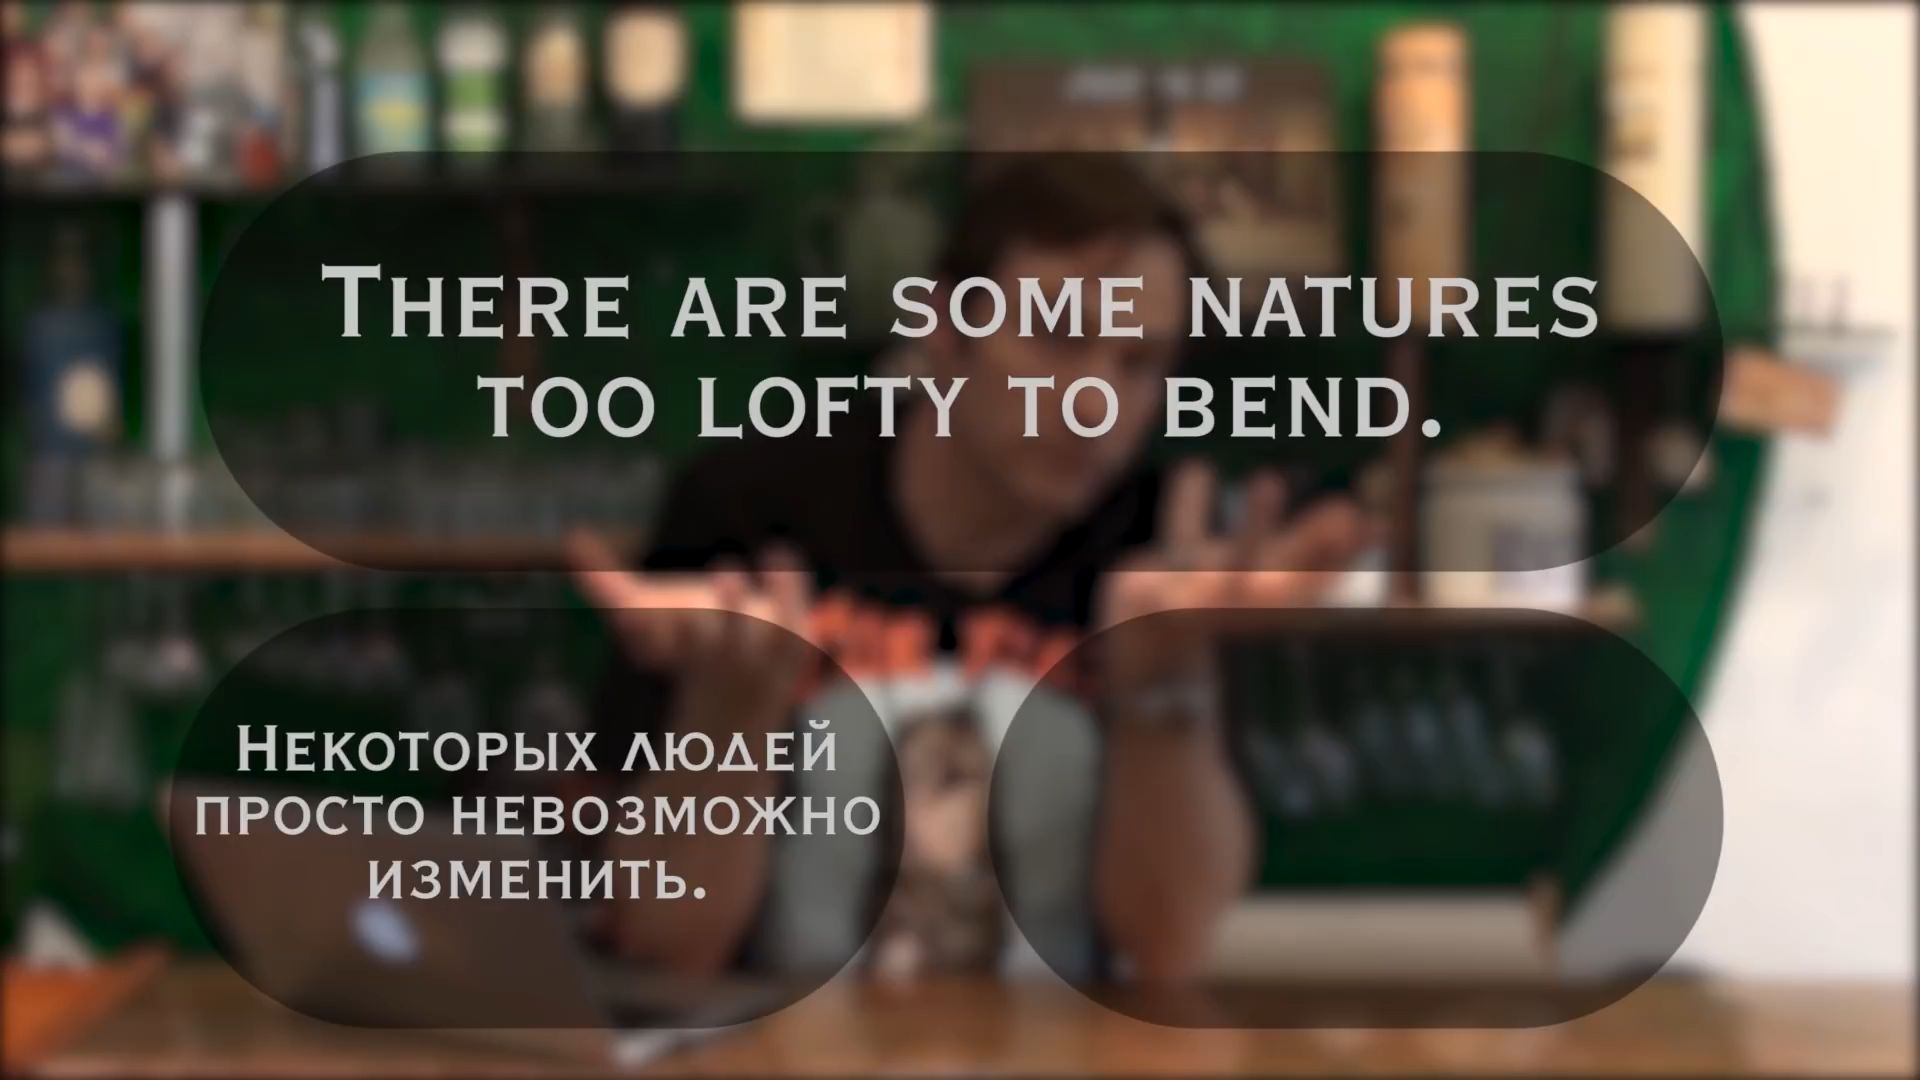 There are some natures
too lofty to bend.
Некоторых людей
просто невозможно
изменить.